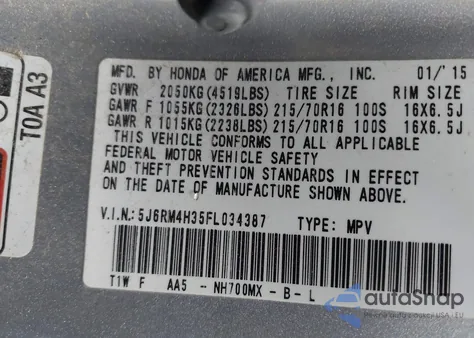 TOA A3
MFD. BY HONDA OF AMERICA MFG., INC. 01/'15
GVWR 2050KG(4519LBS) TIRE SIZE RIM SIZE
GAWR F 1055KG(2326LBS) 215/70R16 100S 16X6.5J
GAWR R 1015KG(2238LBS) 215/70R16 100S 16X6.5J
THIS VEHICLE CONFORMS TO ALL APPLICABLE
FEDERAL MOTOR VEHICLE SAFETY
AND THEFT PREVENTION STANDARDS IN EFFECT
ON THE DATE OF MANUFACTURE SHOWN ABOVE.
V.I.N.: 5J6RM4H35FL034387 TYPE: MPV
T1W F AA5 - NH700MX - B - L
autoAstap